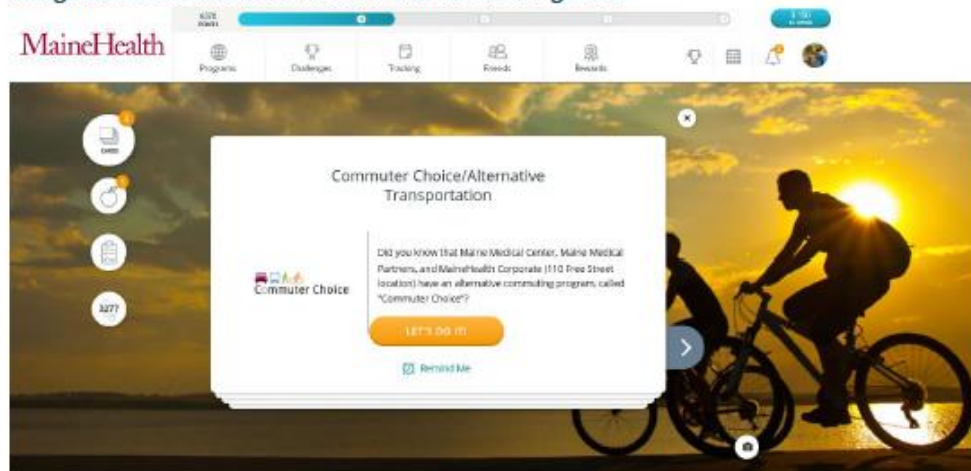 MaineHealth
Programs
Challenges
Tracking
Friends
Rewards
CARDS
3277
Commuter Choice/Alternative
Transportation
Commuter Choice
Did you know that Maine Medical Center, Maine Medical
Partners, and MaineHealth Corporate (110 Free Street
location) have an alternative commuting program, called
"Commuter Choice"?
LET'S DO IT!
Remind Me